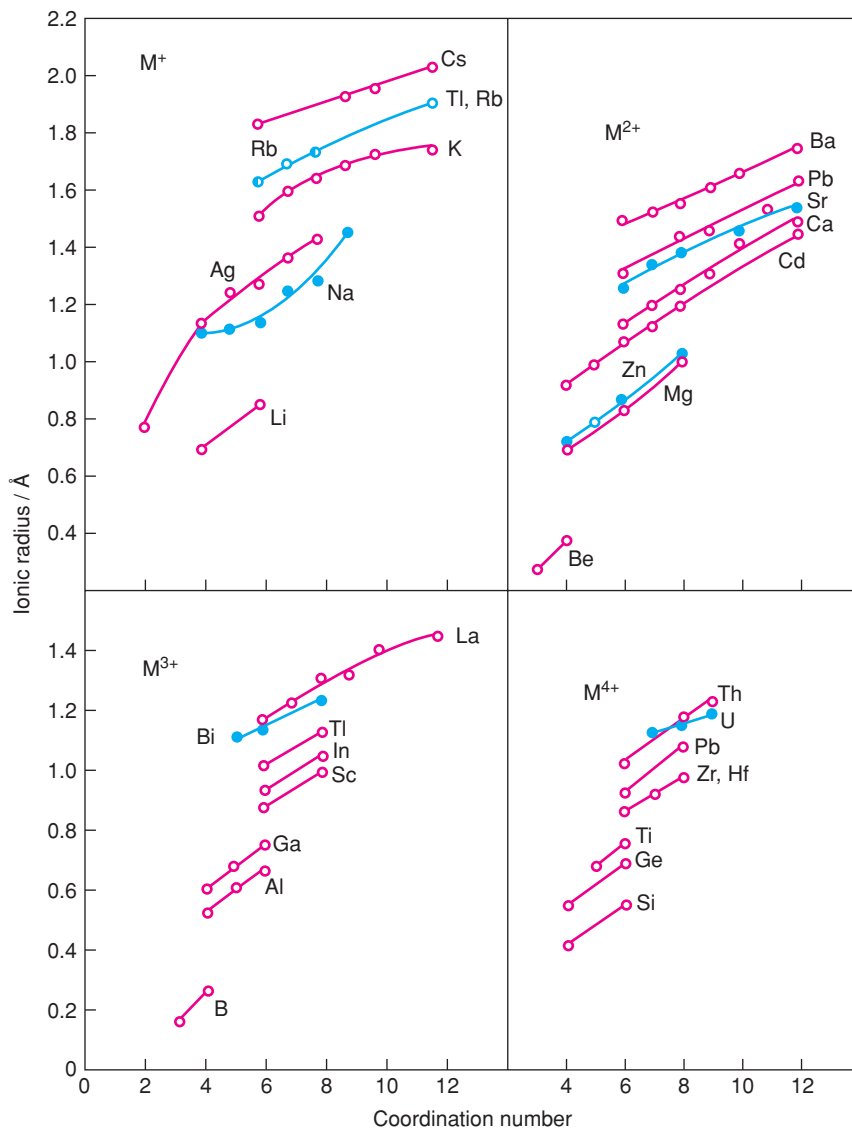 2.2
2.0
1.8
1.6
1.4
1.2
1.0
0.8
0.6
0.4
M⁺
Cs
Tl, Rb
Rb
K
Ag
Na
Li
M²⁺
Ba
Pb
Sr
Ca
Cd
Zn
Mg
Be
Ionic radius / Å
1.4
1.2
1.0
0.8
0.6
0.4
0.2
0
M³⁺
La
Bi
Tl
In
Sc
Ga
Al
B
M⁴⁺
Th
U
Pb
Zr, Hf
Ti
Ge
Si
0 2 4 6 8 10 12 4 6 8 10 12
Coordination number